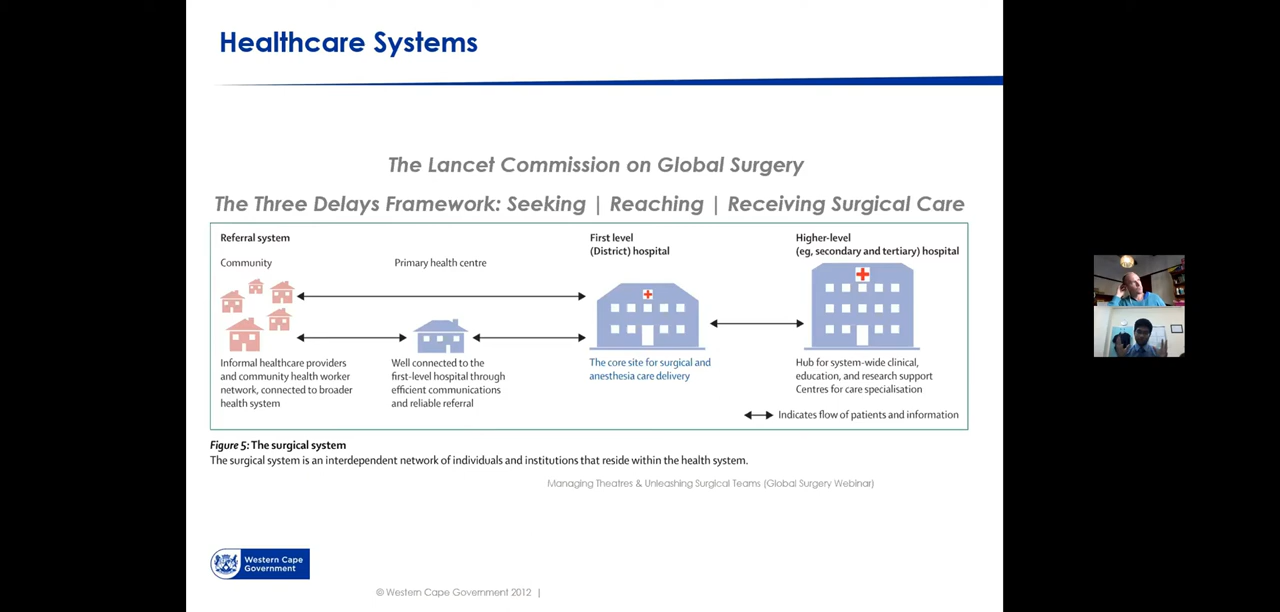 Healthcare Systems
The Lancet Commission on Global Surgery
The Three Delays Framework: Seeking | Reaching | Receiving Surgical Care
Referral system
Community
Primary health centre
First level
(District) hospital
Higher-level
(eg, secondary and tertiary) hospital
Informal healthcare providers
and community health worker
network, connected to broader
health system
Well connected to the
first-level hospital through
efficient communications
and reliable referral
The core site for surgical and
anesthesia care delivery
Hub for system-wide clinical,
education, and research support
Centres for care specialisation
Indicates flow of patients and information
Figure 5: The surgical system
The surgical system is an interdependent network of individuals and institutions that reside within the health system.
Managing Theatres & Unleashing Surgical Teams (Global Surgery Webinar)
Western Cape
Government
© Western Cape Government 2012 |